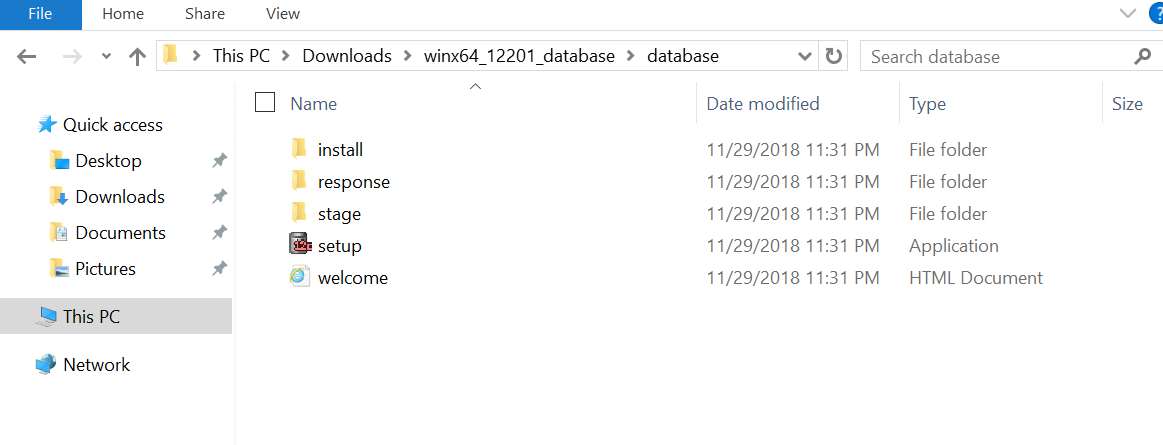 File Home Share View
This PC Downloads winx64_12201_database database Search database
Name Date modified Type Size
Quick access
Desktop
Downloads
Documents
Pictures
This PC
Network
install 11/29/2018 11:31 PM File folder
response 11/29/2018 11:31 PM File folder
stage 11/29/2018 11:31 PM File folder
setup 11/29/2018 11:31 PM Application
welcome 11/29/2018 11:31 PM HTML Document